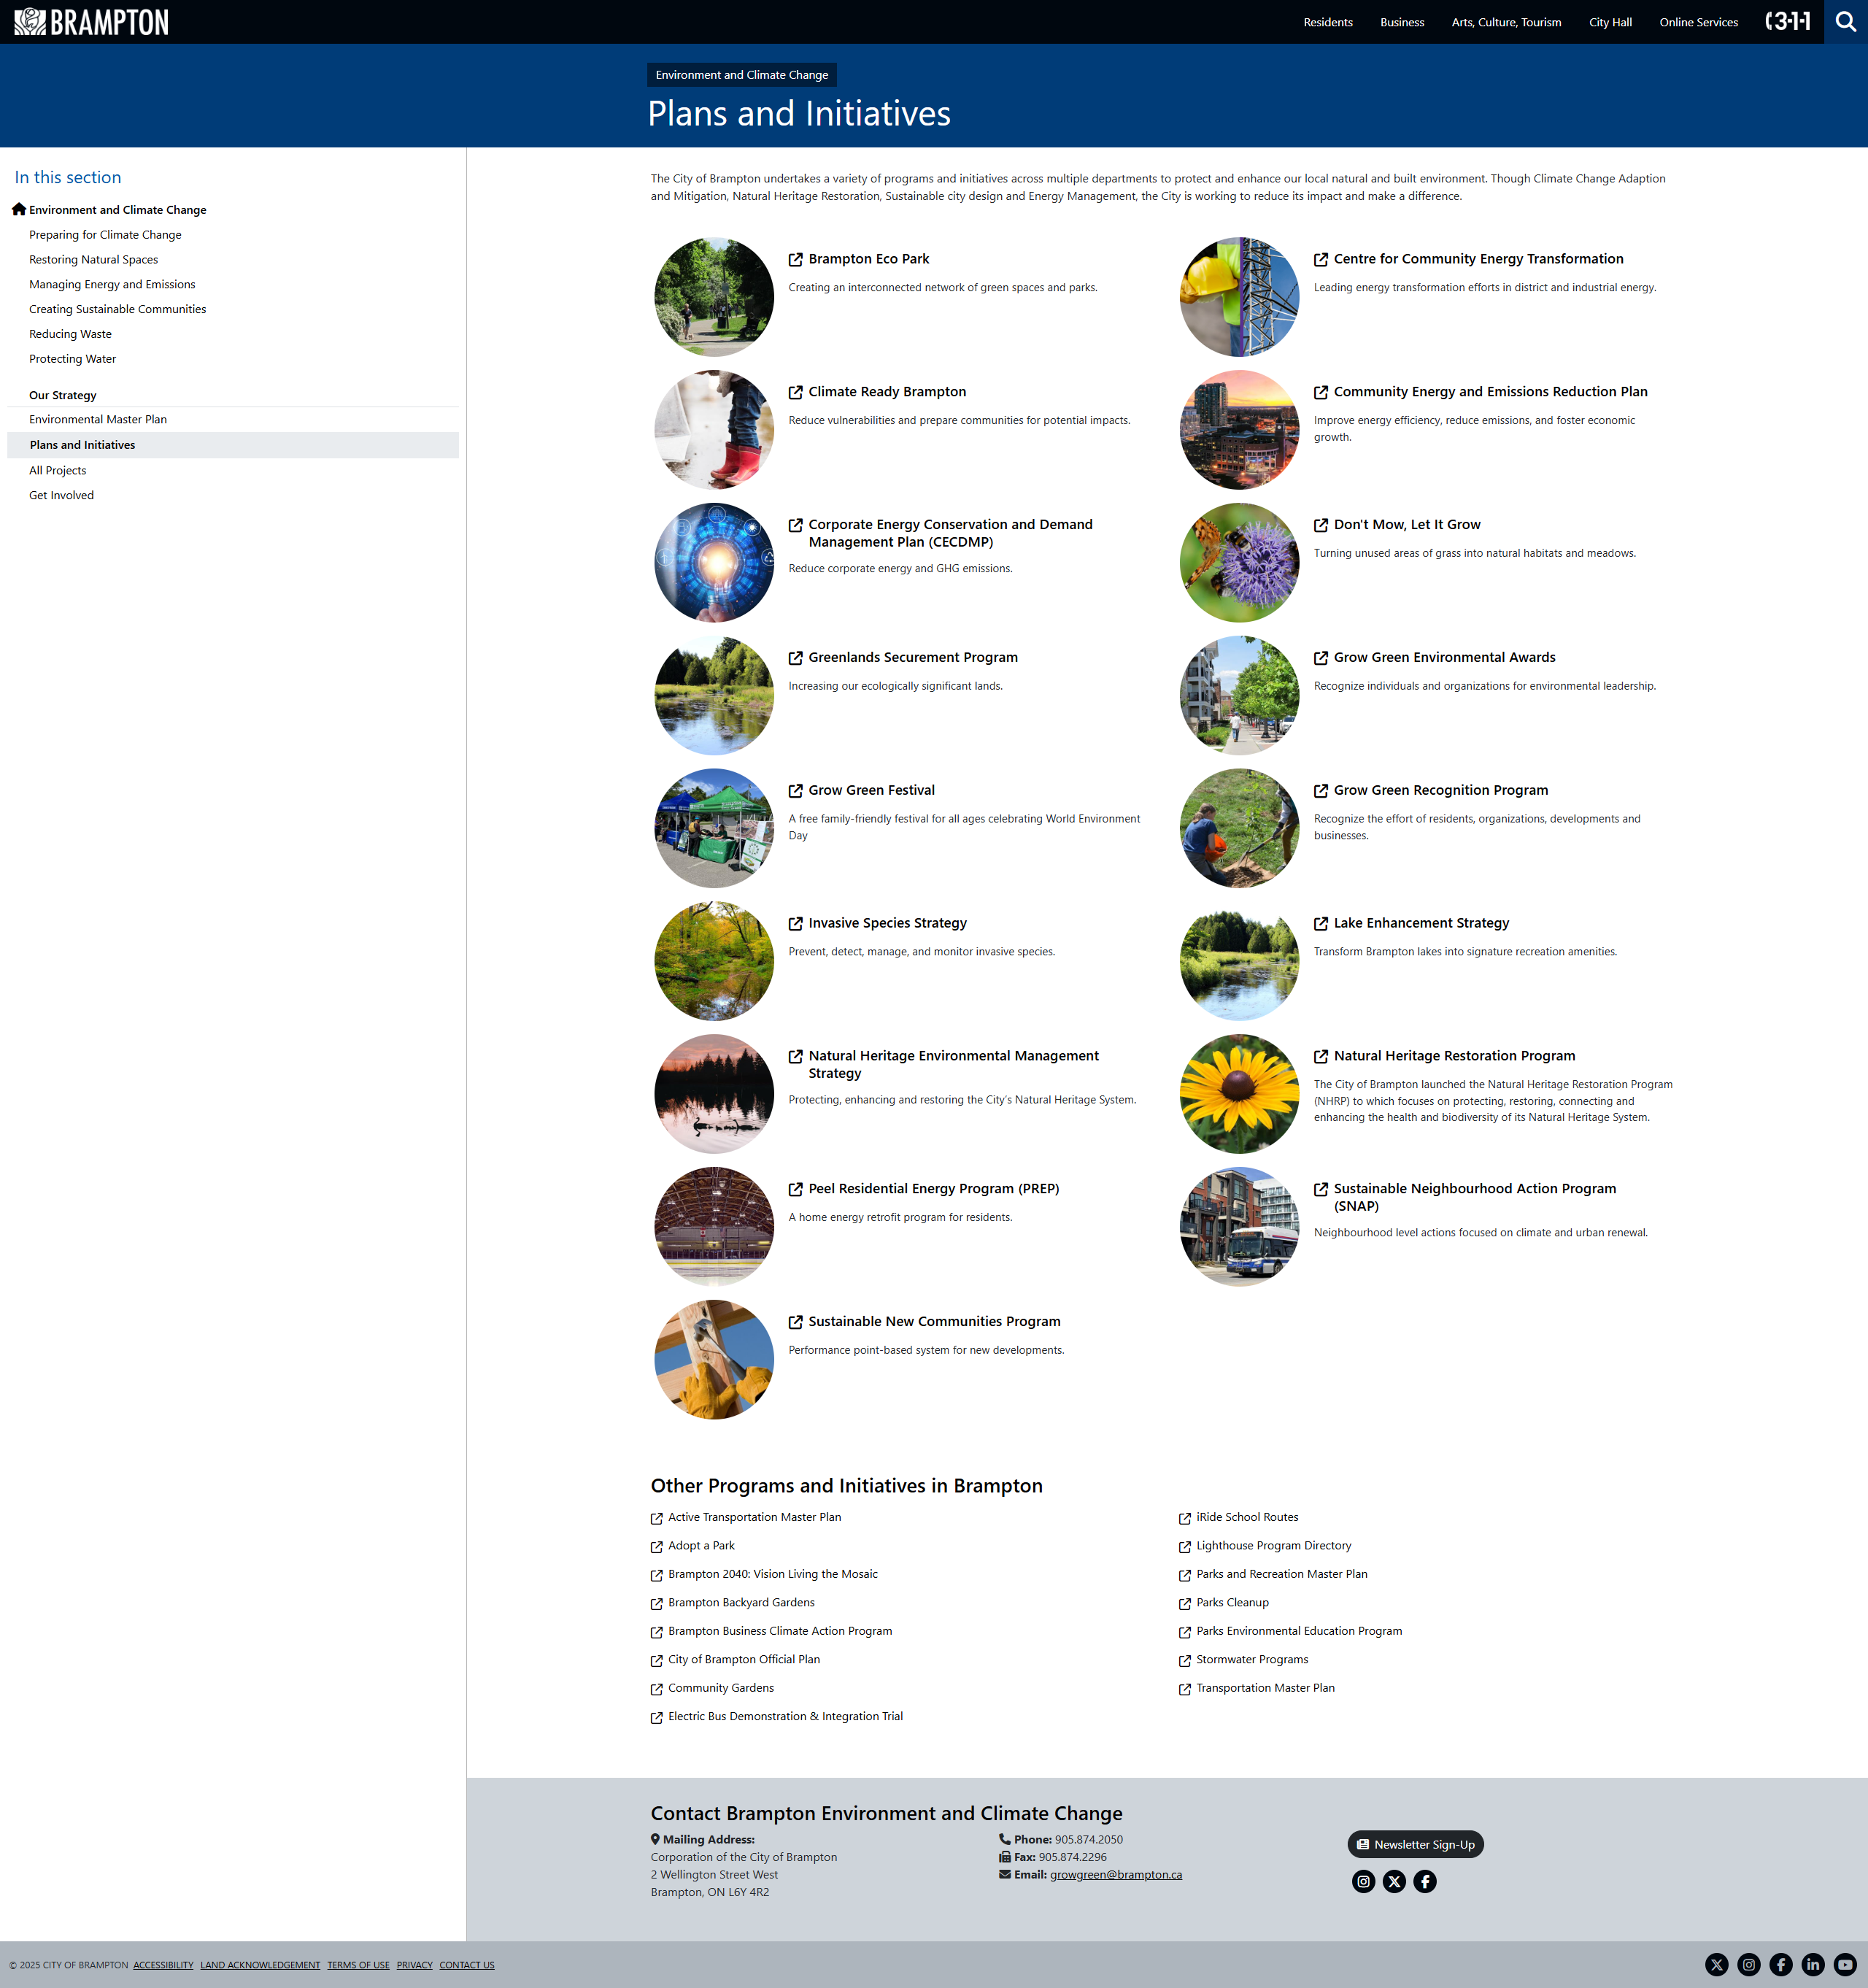 BRAMPTON
Residents
Business
Arts, Culture, Tourism
City Hall
Online Services
3-1-1
Environment and Climate Change
Plans and Initiatives
In this section
Environment and Climate Change
Preparing for Climate Change
Restoring Natural Spaces
Managing Energy and Emissions
Creating Sustainable Communities
Reducing Waste
Protecting Water
Our Strategy
Environmental Master Plan
Plans and Initiatives
All Projects
Get Involved
The City of Brampton undertakes a variety of programs and initiatives across multiple departments to protect and enhance our local natural and built environment. Though Climate Change Adaption
and Mitigation, Natural Heritage Restoration, Sustainable city design and Energy Management, the City is working to reduce its impact and make a difference.
Brampton Eco Park
Creating an interconnected network of green spaces and parks.
Centre for Community Energy Transformation
Leading energy transformation efforts in district and industrial energy.
Climate Ready Brampton
Reduce vulnerabilities and prepare communities for potential impacts.
Community Energy and Emissions Reduction Plan
Improve energy efficiency, reduce emissions, and foster economic
growth.
Corporate Energy Conservation and Demand
Management Plan (CECDMP)
Reduce corporate energy and GHG emissions.
Don't Mow, Let It Grow
Turning unused areas of grass into natural habitats and meadows.
Greenlands Securement Program
Increasing our ecologically significant lands.
Grow Green Environmental Awards
Recognize individuals and organizations for environmental leadership.
Grow Green Festival
A free family-friendly festival for all ages celebrating World Environment
Day
Grow Green Recognition Program
Recognize the effort of residents, organizations, developments and
businesses.
Invasive Species Strategy
Prevent, detect, manage, and monitor invasive species.
Lake Enhancement Strategy
Transform Brampton lakes into signature recreation amenities.
Natural Heritage Environmental Management
Strategy
Protecting, enhancing and restoring the City's Natural Heritage System.
Natural Heritage Restoration Program
The City of Brampton launched the Natural Heritage Restoration Program
(NHRP) to which focuses on protecting, restoring, connecting and
enhancing the health and biodiversity of its Natural Heritage System.
Peel Residential Energy Program (PREP)
A home energy retrofit program for residents.
Sustainable Neighbourhood Action Program
(SNAP)
Neighbourhood level actions focused on climate and urban renewal.
Sustainable New Communities Program
Performance point-based system for new developments.
Other Programs and Initiatives in Brampton
Active Transportation Master Plan
Adopt a Park
Brampton 2040: Vision Living the Mosaic
Brampton Backyard Gardens
Brampton Business Climate Action Program
City of Brampton Official Plan
Community Gardens
Electric Bus Demonstration & Integration Trial
iRide School Routes
Lighthouse Program Directory
Parks and Recreation Master Plan
Parks Cleanup
Parks Environmental Education Program
Stormwater Programs
Transportation Master Plan
Contact Brampton Environment and Climate Change
Mailing Address:
Corporation of the City of Brampton
2 Wellington Street West
Brampton, ON L6Y 4R2
Phone: 905.874.2050
Fax: 905.874.2296
Email: growgreen@brampton.ca
Newsletter Sign-Up
© 2025 CITY OF BRAMPTON ACCESSIBILITY LAND ACKNOWLEDGEMENT TERMS OF USE PRIVACY CONTACT US